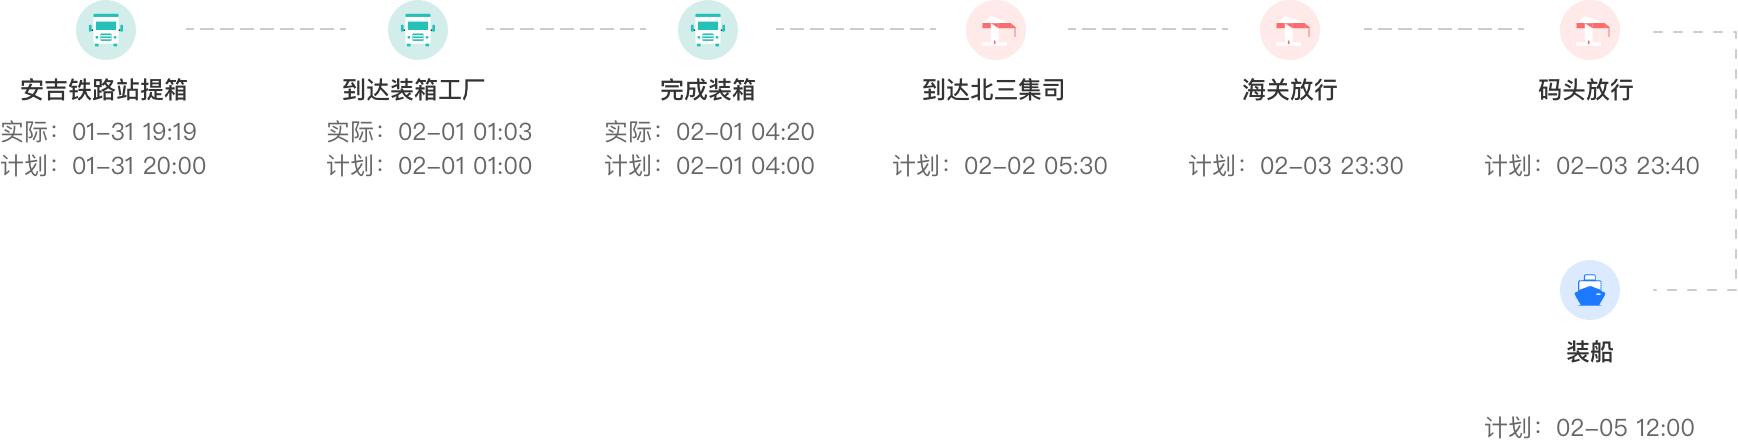 安吉铁路站提箱
实际：01-31 19:19
计划：01-31 20:00
到达装箱工厂
实际：02-01 01:03
计划：02-01 01:00
完成装箱
实际：02-01 04:20
计划：02-01 04:00
到达北三集司
计划：02-02 05:30
海关放行
计划：02-03 23:30
码头放行
计划：02-03 23:40
装船
计划：02-05 12:00